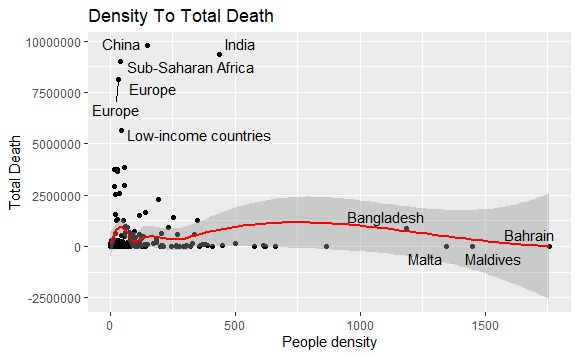 Density To Total Death
10000000
China
India
Sub-Saharan Africa
7500000
Europe
Europe
Low-income countries
5000000
2500000
Bangladesh
Bahrain
0
Malta
Maldives
-2500000
0
500
1000
1500
People density
Total Death